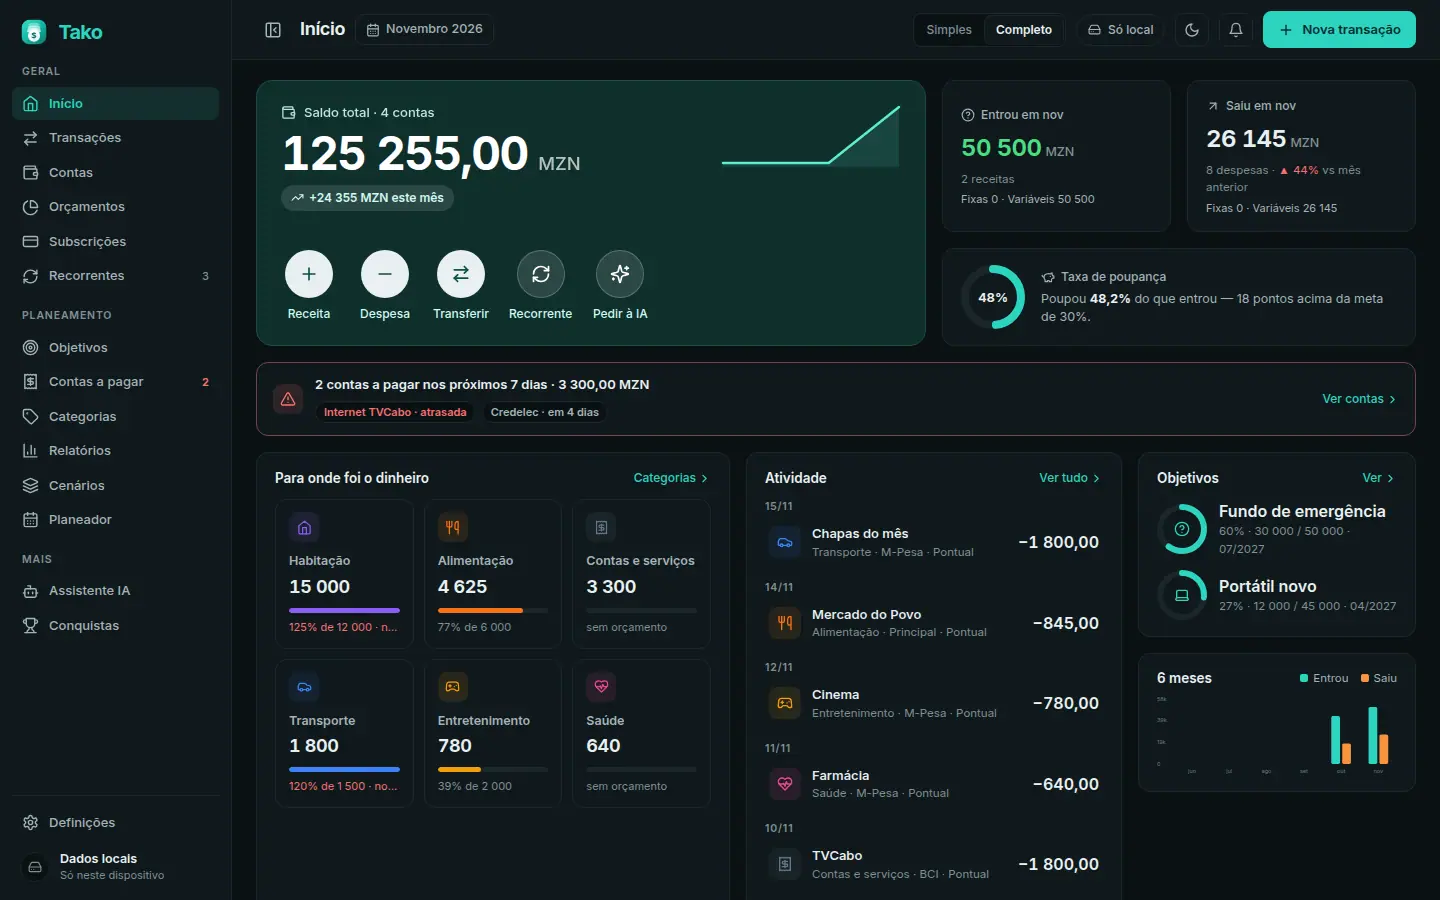 Tako
GERAL
Início
Transações
Contas
Orçamentos
Subscrições
Recorrentes 3
PLANEAMENTO
Objetivos
Contas a pagar 2
Categorias
Relatórios
Cenários
Planeador
MAIS
Assistente IA
Conquistas
Definições
Dados locais
Só neste dispositivo
Início
Novembro 2026
Simples
Completo
Só local
Nova transação
Saldo total · 4 contas
125 255,00 MZN
+24 355 MZN este mês
Receita
Despesa
Transferir
Recorrente
Pedir à IA
Entrou em nov
50 500 MZN
2 receitas
Fixas 0 · Variáveis 50 500
Saiu em nov
26 145 MZN
8 despesas · ▲ 44% vs mês
anterior
Fixas 0 · Variáveis 26 145
48%
Taxa de poupança
Poupou 48,2% do que entrou — 18 pontos acima da meta
de 30%.
2 contas a pagar nos próximos 7 dias · 3 300,00 MZN
Internet TVCabo · atrasada
Credelec · em 4 dias
Ver contas
Para onde foi o dinheiro
Categorias
Habitação
15 000
125% de 12 000 · n...
Alimentação
4 625
77% de 6 000
Contas e serviços
3 300
sem orçamento
Transporte
1 800
120% de 1 500 · no...
Entretenimento
780
39% de 2 000
Saúde
640
sem orçamento
Atividade
Ver tudo
15/11
Chapas do mês
Transporte · M-Pesa · Pontual
−1 800,00
14/11
Mercado do Povo
Alimentação · Principal · Pontual
−845,00
12/11
Cinema
Entretenimento · M-Pesa · Pontual
−780,00
11/11
Farmácia
Saúde · M-Pesa · Pontual
−640,00
10/11
TVCabo
Contas e serviços · BCI · Pontual
−1 800,00
Objetivos
Ver
Fundo de emergência
60% · 30 000 / 50 000 ·
07/2027
Portátil novo
27% · 12 000 / 45 000 · 04/2027
6 meses
Entrou
Saiu
39k
19k
0
jun
jul
ago
set
out
nov